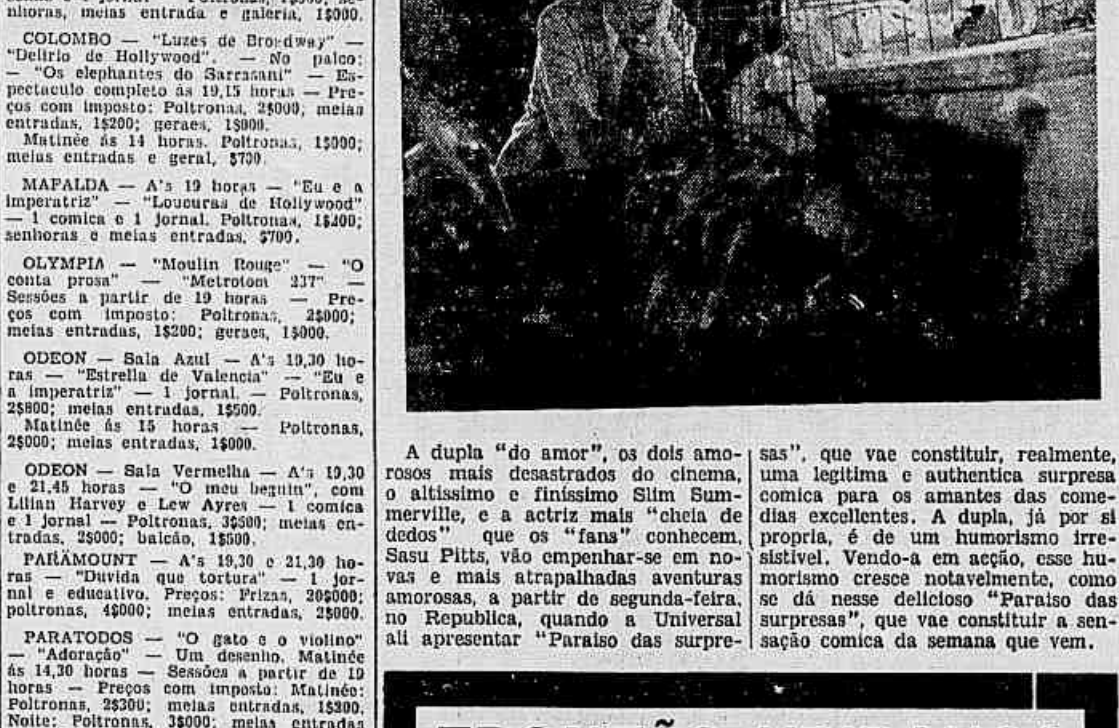 nhoras, meias entrada e galeria, 1$000.
COLOMBO — "Luzes de Broadway" —
"Delirio de Hollywood". — No palco:
— "Os elephantes do Sarrasani" — Es-
pectaculo completo ás 19,15 horas — Pre-
ços com imposto: Poltronas, 2$000; meias
entradas, 1$200; geraes, 1$000.
Matinée ás 14 horas. Poltronas, 1$000;
meias entradas e geral, $700.
MAFALDA — A's 19 horas — "Eu e a
imperatriz" — "Loucuras de Hollywood"
— 1 comica e 1 jornal. Poltronas, 1$200;
senhoras e meias entradas, $700.
OLYMPIA — "Moulin Rouge" — "O
conta prosa" — "Metrotom 237" —
Sessões a partir de 19 horas — Pre-
ços com imposto: Poltronas, 2$000;
meias entradas, 1$200; geraes, 1$000.
ODEON — Sala Azul — A's 19,30 ho-
ras — "Estrella de Valencia" — "Eu e
a imperatriz" — 1 jornal. — Poltronas,
2$800; meias entradas, 1$500.
Matinée ás 15 horas — Poltronas,
2$000; meias entradas, 1$000.
ODEON — Sala Vermelha — A's 19,30
e 21,45 horas — "O meu beguin", com
Lilian Harvey e Lew Ayres — 1 comica
e 1 jornal — Poltronas, 3$500; meias en-
tradas, 2$000; balcão, 1$500.
PARAMOUNT — A's 19,30 e 21,30 ho-
ras — "Duvida que tortura" — 1 jor-
nal e educativo. Preços: Frizas, 20$000;
poltronas, 4$000; meias entradas, 2$000.
PARATODOS — "O gato e o violino"
— "Adoração" — Um desenho. Matinée
ás 14,30 horas — Sessões a partir de 19
horas — Preços com imposto: Matinée:
Poltronas, 2$300; meias entradas, 1$200.
Noite: Poltronas, 3$000; meias entradas
A dupla "do amor", os dois amo-
rosos mais desastrados do cinema,
o altissimo e finíssimo Slim Sum-
merville, e a actriz mais "cheia de
dedos" que os "fans" conhecem,
Sasu Pitts, vão empenhar-se em no-
vas e mais atrapalhadas aventuras
amorosas, a partir de segunda-feira,
no Republica, quando a Universal
ali apresentar "Paraiso das surpre-
sas", que vae constituir, realmente,
uma legitima e authentica surpresa
comica para os amantes das come-
dias excellentes. A dupla, já por si
propria, é de um humorismo irre-
sistivel. Vendo-a em acção, esse hu-
morismo cresce notavelmente, como
se dá nesse delicioso "Paraiso das
surpresas", que vae constituir a sen-
sação comica da semana que vem.